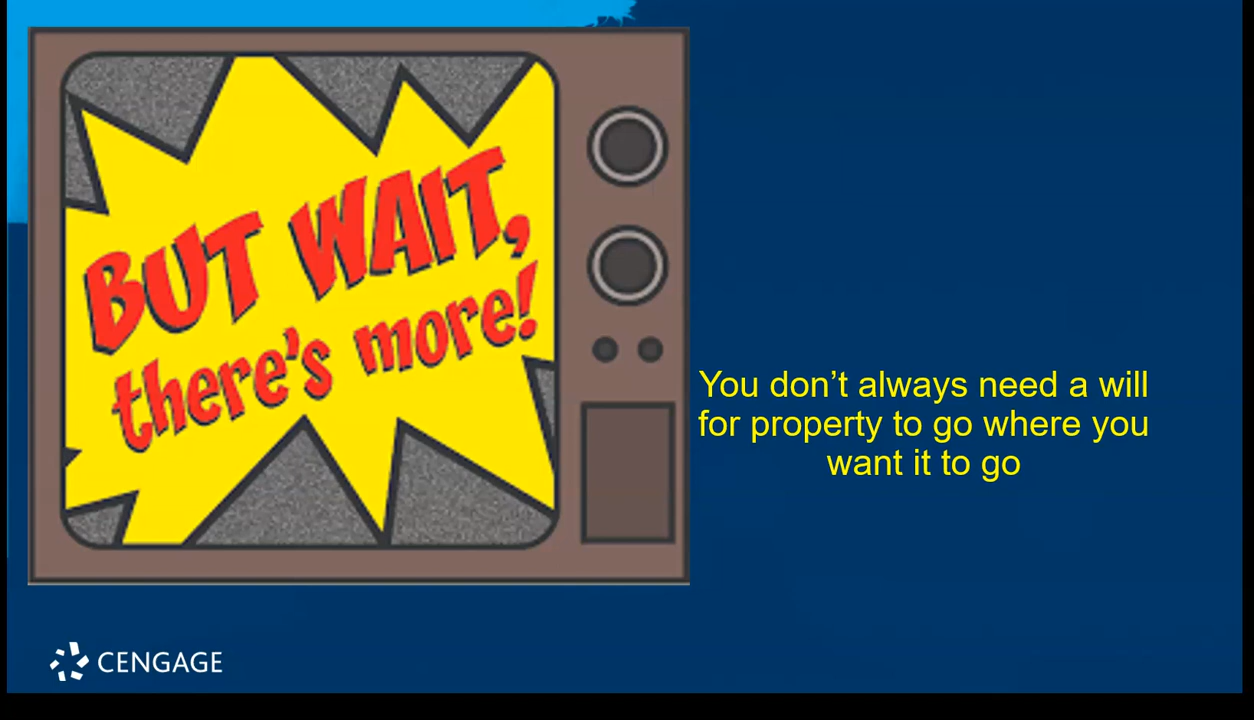 BUT WAIT,
there's more!
You don’t always need a will
for property to go where you
want it to go
CENGAGE